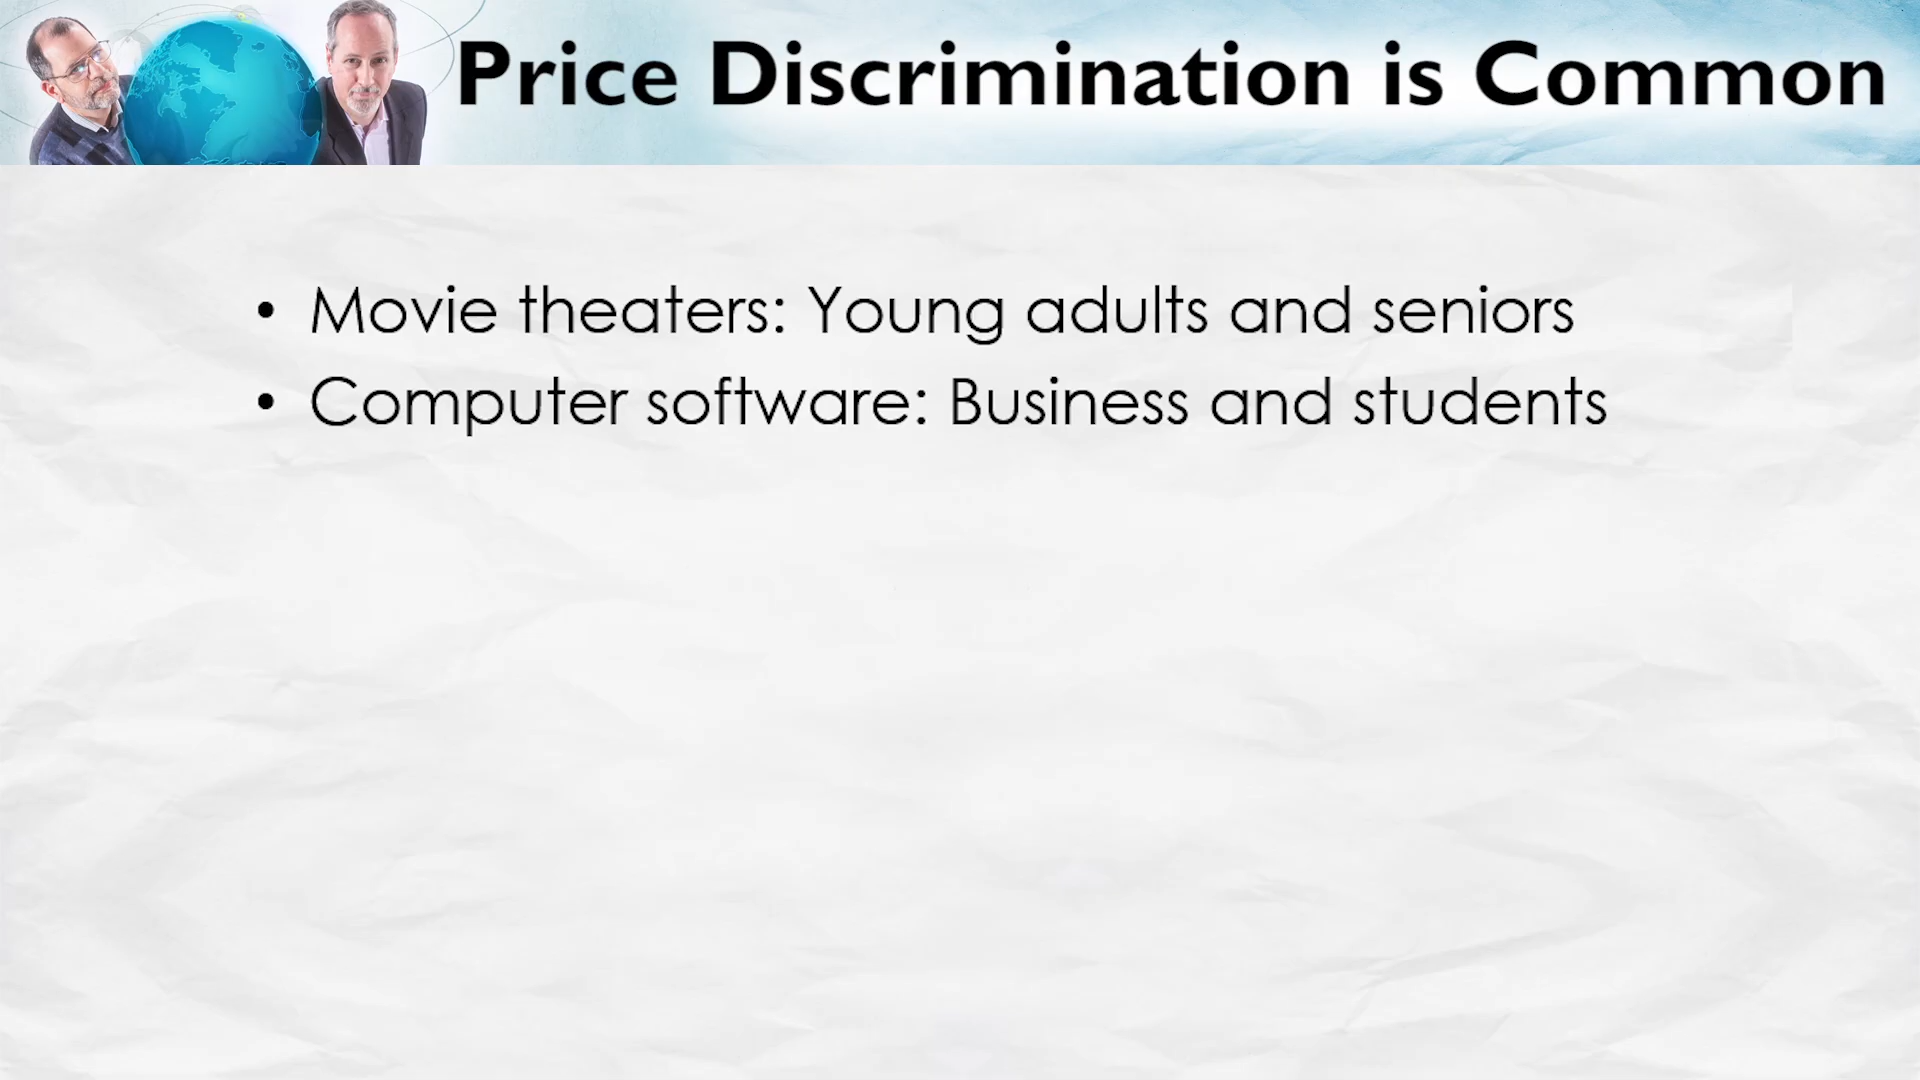 Price Discrimination is Common
• Movie theaters: Young adults and seniors
• Computer software: Business and students